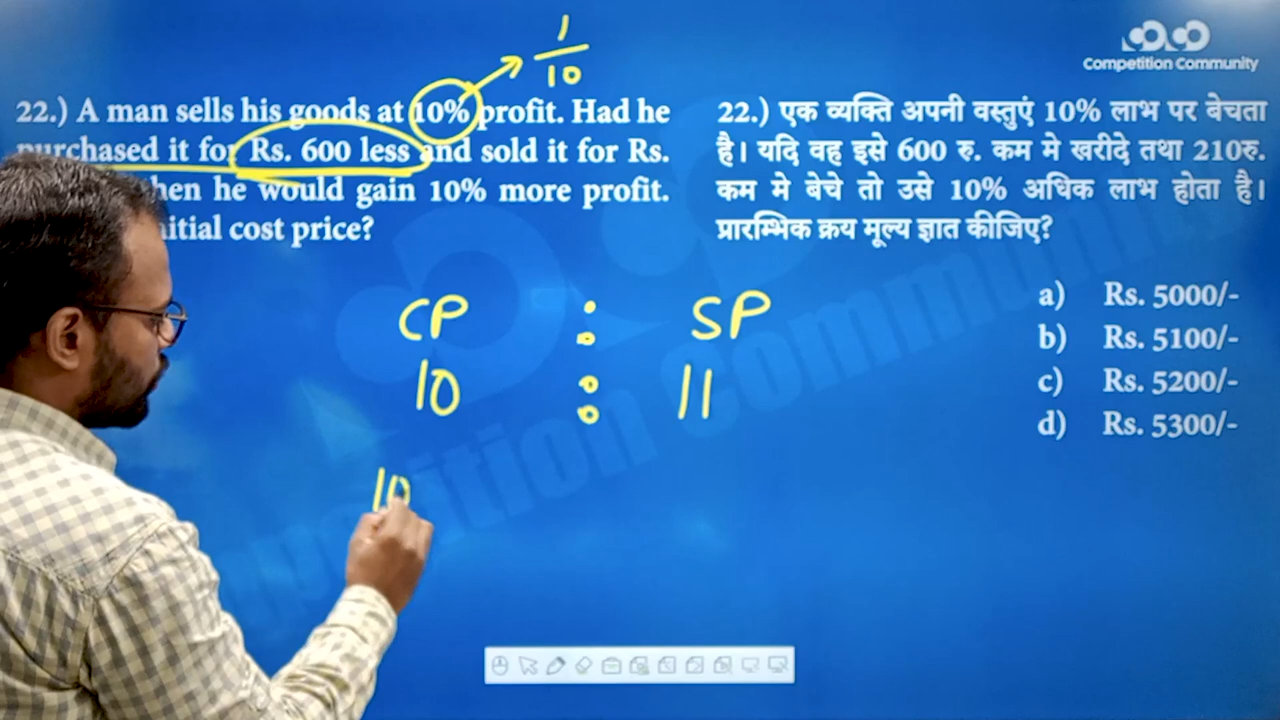 1
10
Competition Community
22.) A man sells his goods at 10% profit. Had he
purchased it for Rs. 600 less and sold it for Rs.
hen he would gain 10% more profit.
itial cost price?
22.) एक व्यक्ति अपनी वस्तुएं 10% लाभ पर बेचता
है। यदि वह इसे 600 रु. कम मे खरीदे तथा 210रु.
कम मे बेचे तो उसे 10% अधिक लाभ होता है।
प्रारम्भिक क्रय मूल्य ज्ञात कीजिए?
CP : SP
10 : 11
10
a) Rs. 5000/-
b) Rs. 5100/-
c) Rs. 5200/-
d) Rs. 5300/-